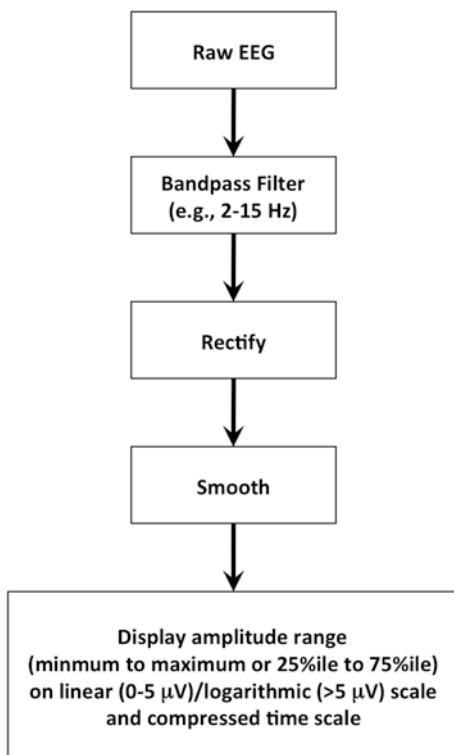 Raw EEG
Bandpass Filter
(e.g., 2-15 Hz)
Rectify
Smooth
Display amplitude range
(minmum to maximum or 25%ile to 75%ile)
on linear (0-5 μV)/logarithmic (>5 μV) scale
and compressed time scale